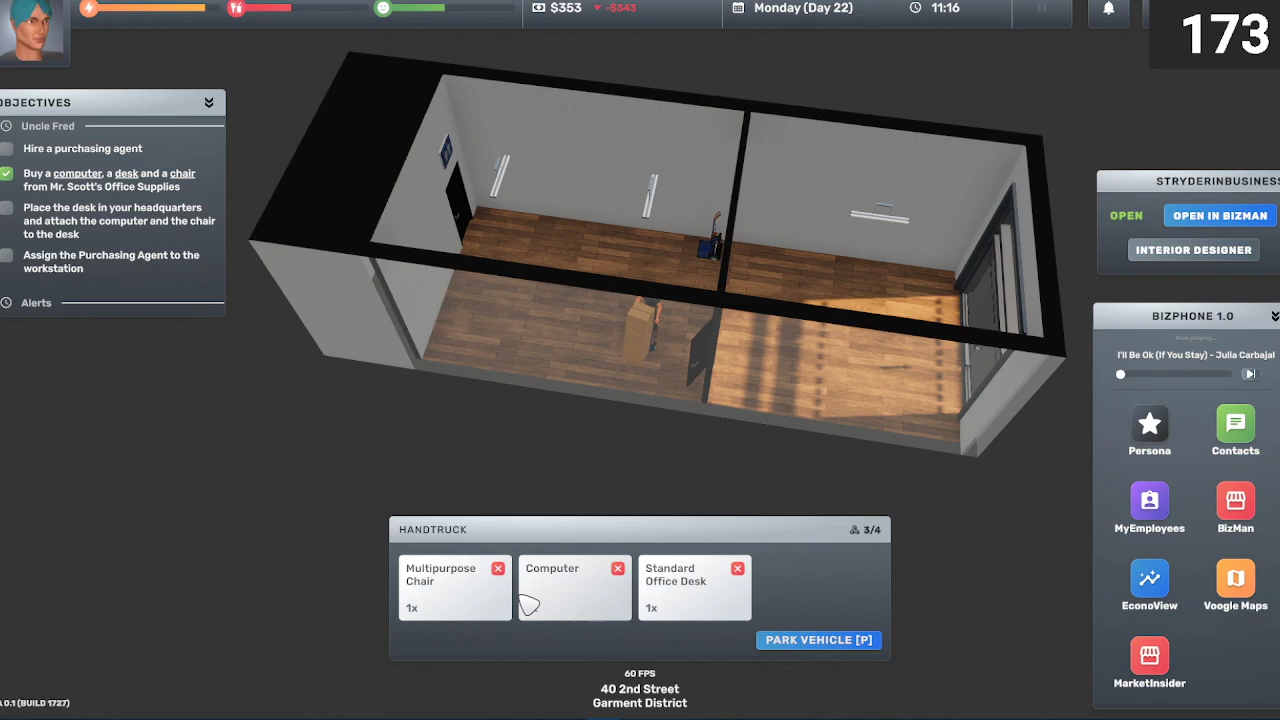 $353
-$343
Monday (Day 22)
11:16
173
OBJECTIVES
Uncle Fred
Hire a purchasing agent
Buy a computer, a desk and a chair
from Mr. Scott's Office Supplies
Place the desk in your headquarters
and attach the computer and the chair
to the desk
Assign the Purchasing Agent to the
workstation
Alerts
STRYDERINBUSINESS
OPEN
OPEN IN BIZMAN
INTERIOR DESIGNER
BIZPHONE 1.0
Now playing...
I'll Be Ok (If You Stay) - Julia Carbajal
Persona
Contacts
MyEmployees
BizMan
EconoView
Voogle Maps
MarketInsider
HANDTRUCK
3/4
Multipurpose
Chair
1x
Computer
Standard
Office Desk
1x
PARK VEHICLE [P]
60 FPS
40 2nd Street
Garment District
0.1 (BUILD 1727)